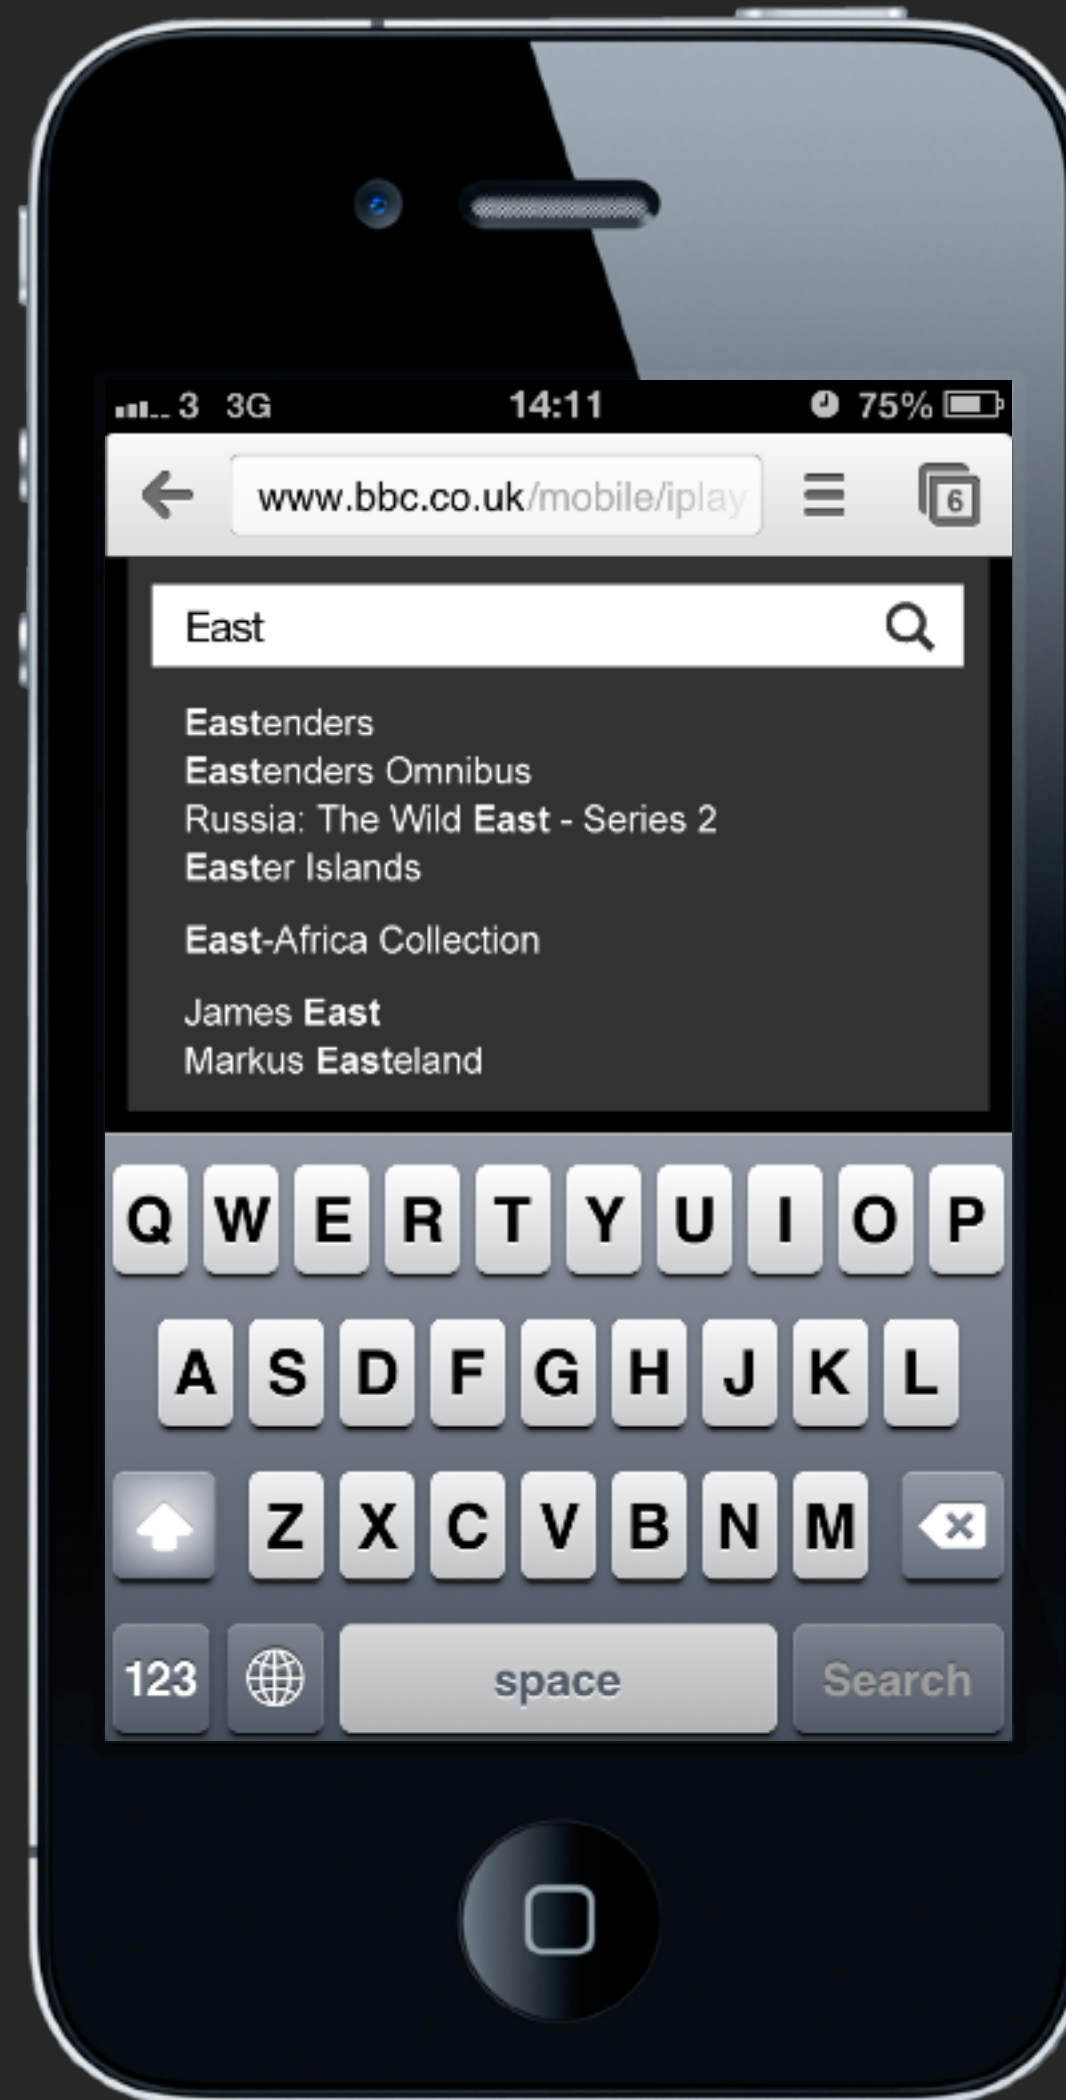 3 3G 14:11 75%
www.bbc.co.uk/mobile/iplay
6
East
Eastenders
Eastenders Omnibus
Russia: The Wild East - Series 2
Easter Islands
East-Africa Collection
James East
Markus Easteland
Q W E R T Y U I O P
A S D F G H J K L
Z X C V B N M
123 space Search